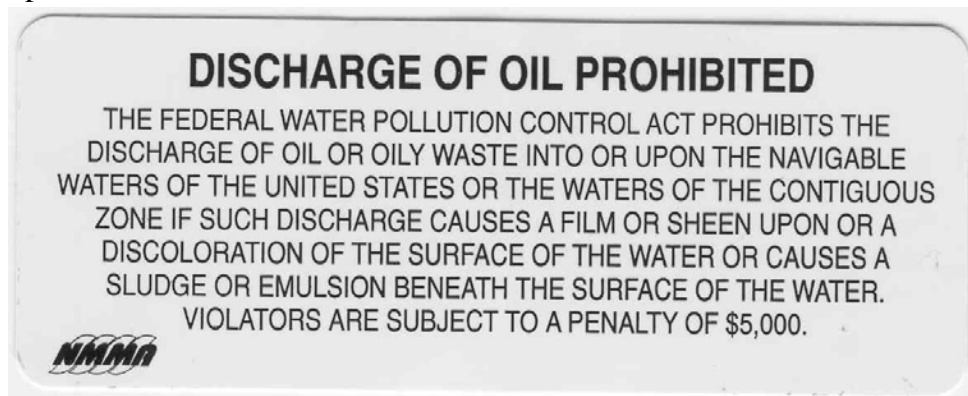 DISCHARGE OF OIL PROHIBITED
THE FEDERAL WATER POLLUTION CONTROL ACT PROHIBITS THE
DISCHARGE OF OIL OR OILY WASTE INTO OR UPON THE NAVIGABLE
WATERS OF THE UNITED STATES OR THE WATERS OF THE CONTIGUOUS
ZONE IF SUCH DISCHARGE CAUSES A FILM OR SHEEN UPON OR A
DISCOLORATION OF THE SURFACE OF THE WATER OR CAUSES A
SLUDGE OR EMULSION BENEATH THE SURFACE OF THE WATER.
VIOLATORS ARE SUBJECT TO A PENALTY OF $5,000.
NMMA